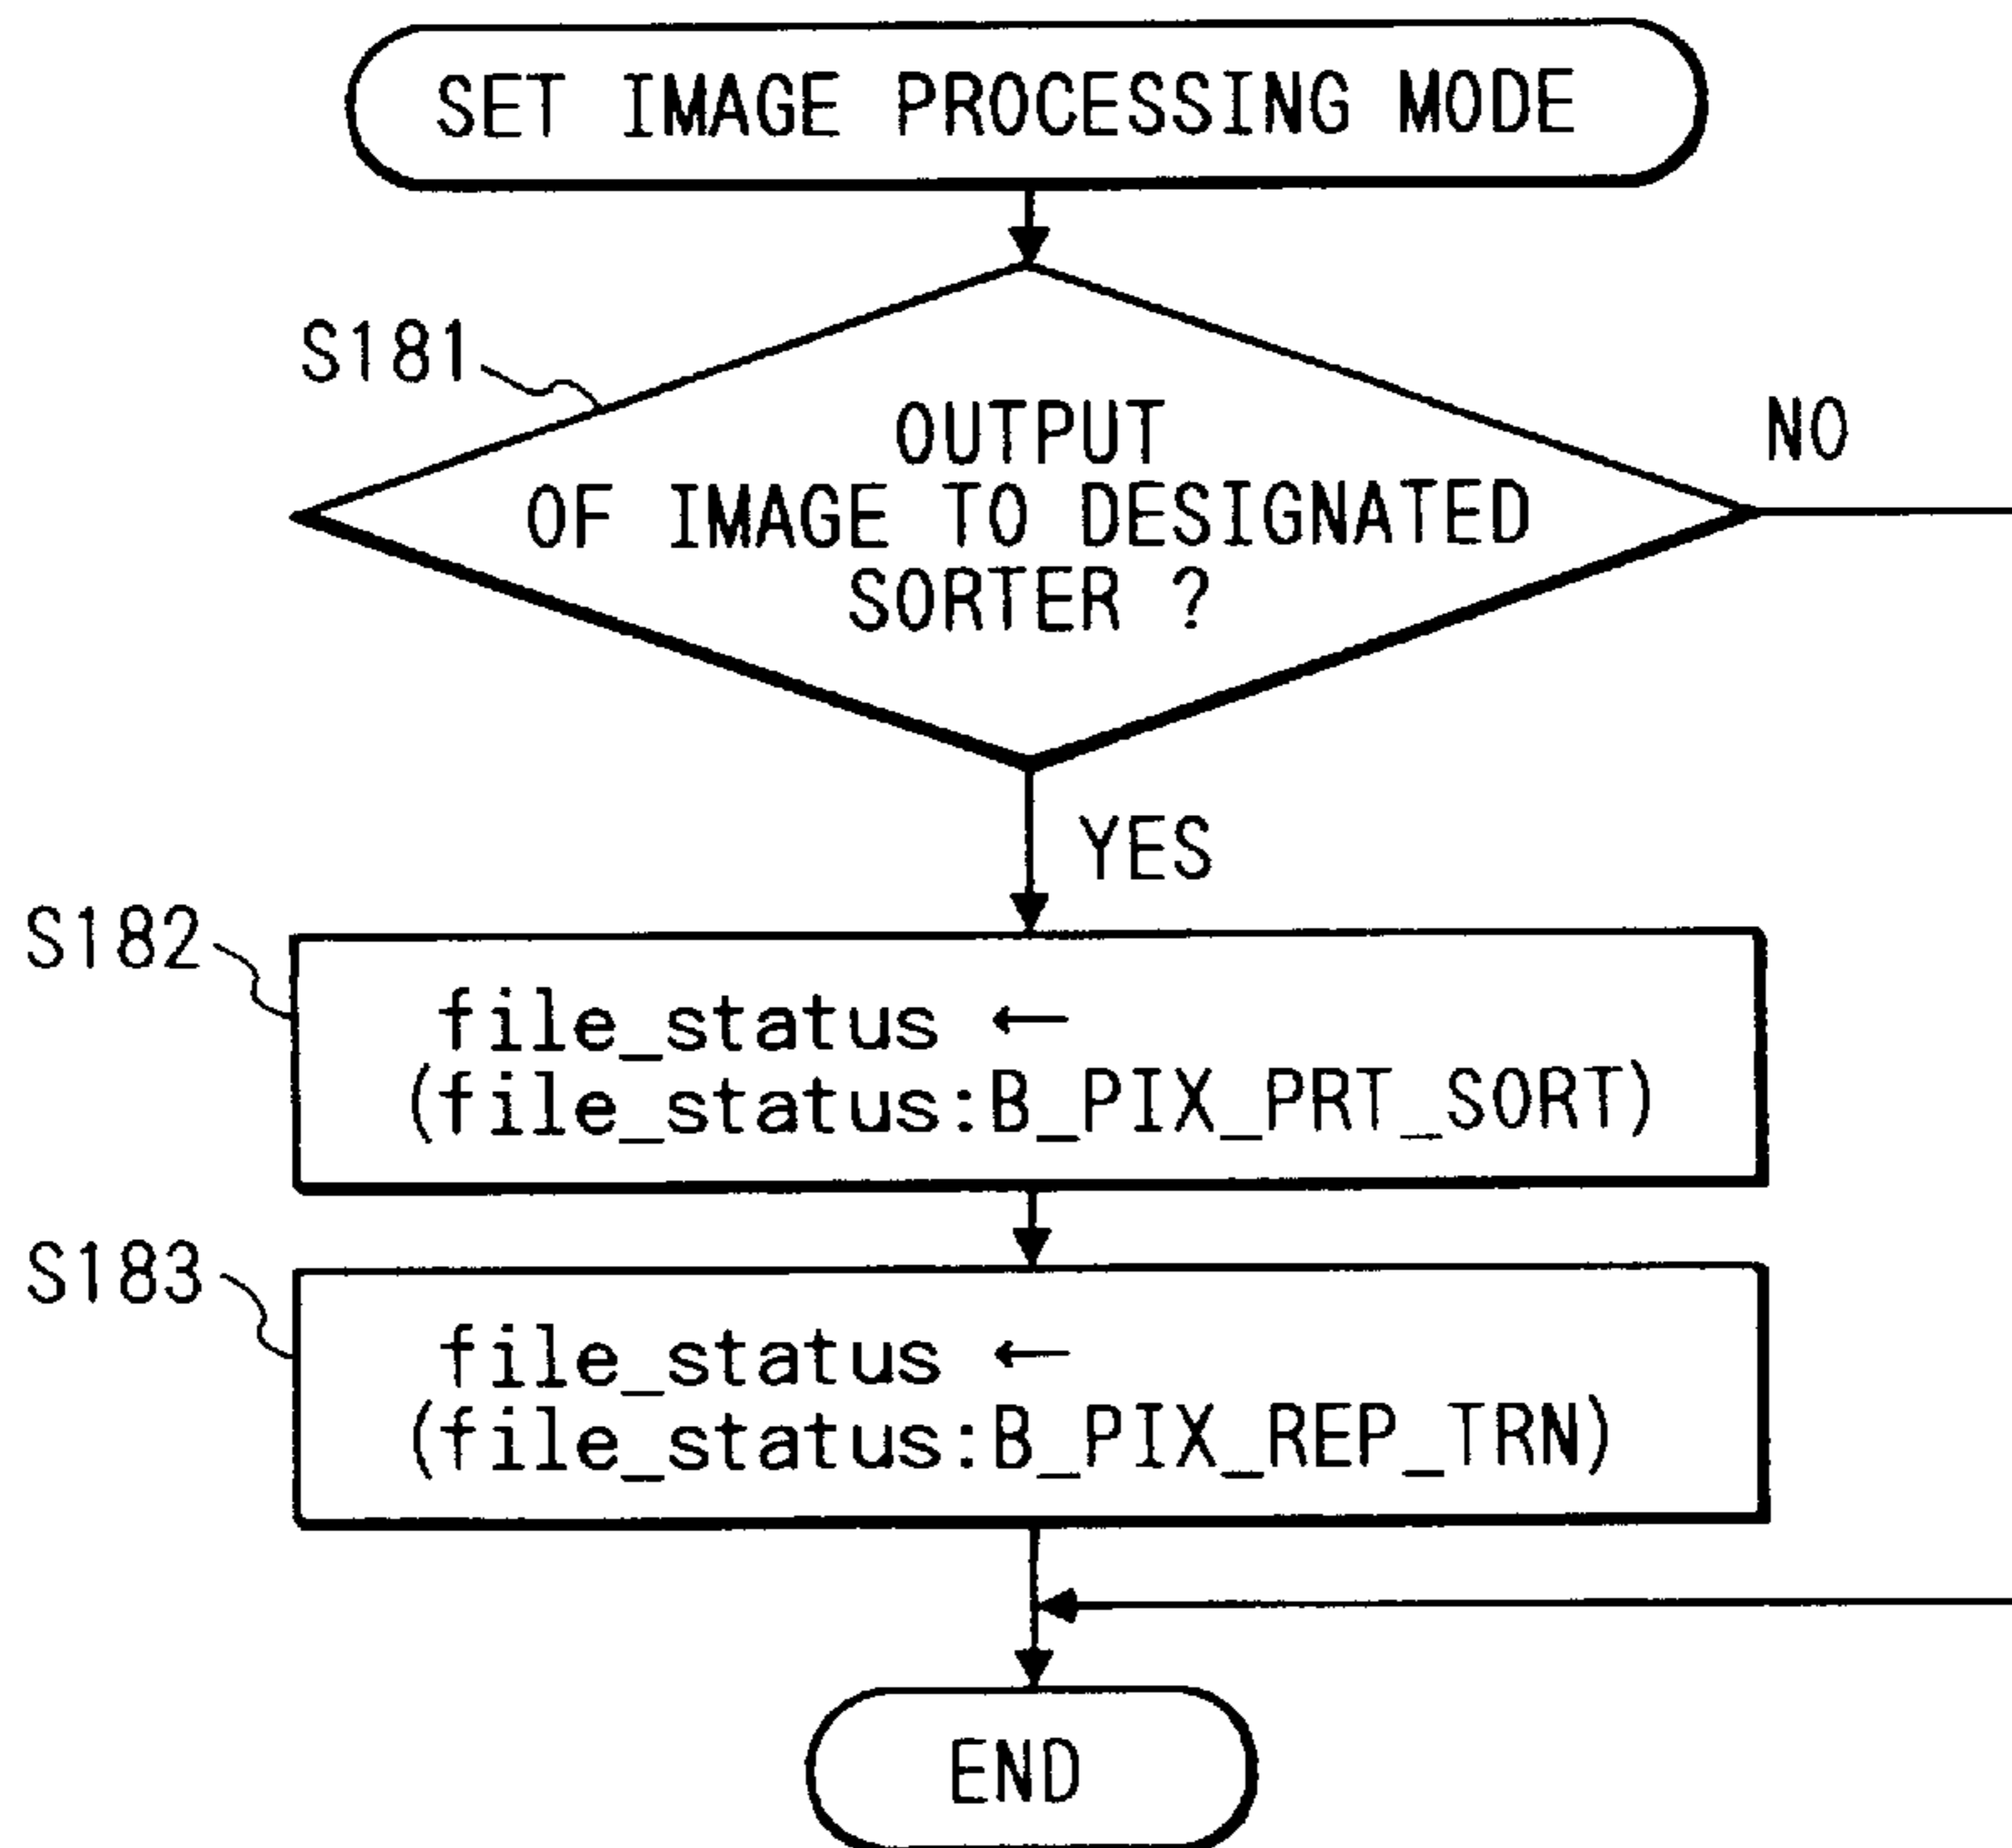 SET IMAGE PROCESSING MODE
S181
OUTPUT
OF IMAGE TO DESIGNATED
SORTER ?
NO
YES
S182
file_status ←
(file_status:B_PIX_PRT_SORT)
S183
file_status ←
(file_status:B_PIX_REP_TRN)
END